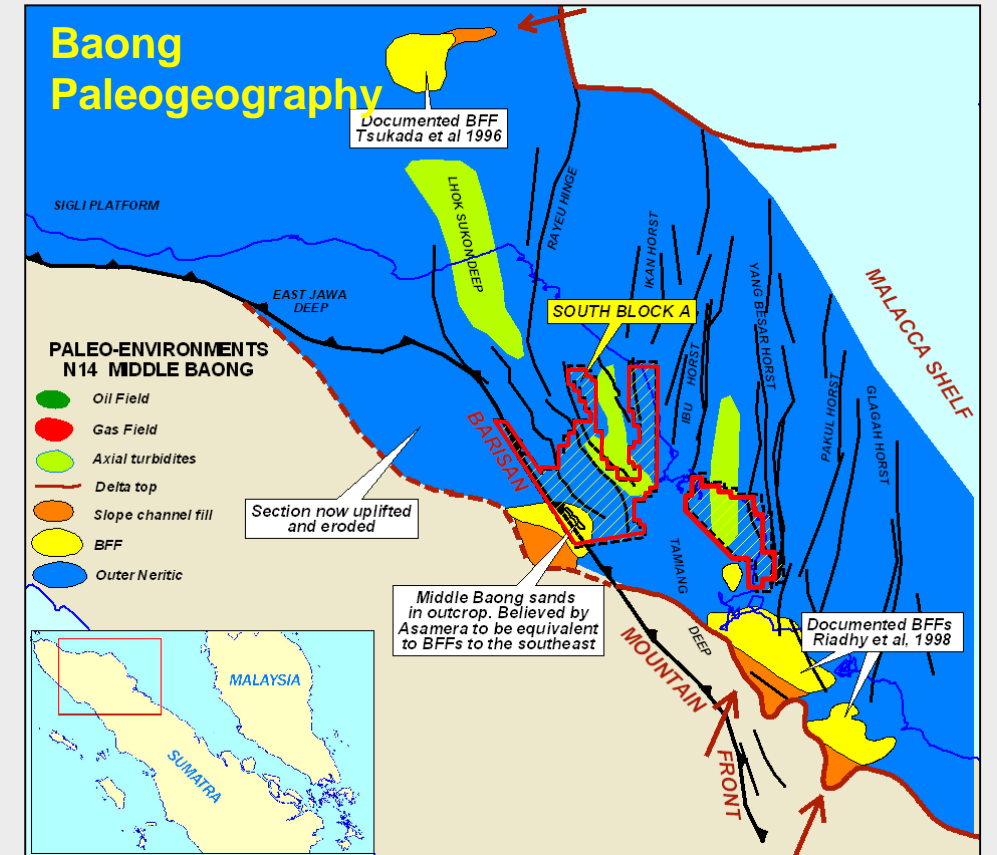 Baong
Paleogeography
Documented BFF
Tsukada et al 1996
SIGLI PLATFORM
LHOK SUKON DEEP
RAYEU HINGE
IKAN HORST
EAST JAWA
DEEP
SOUTH BLOCK A
YANG BESAR HORST
MALACCA SHELF
IBU HORST
PAKUL HORST
GLAGAH HORST
PALEO-ENVIRONMENTS
N14 MIDDLE BAONG
Oil Field
Gas Field
Axial turbidites
Delta top
Slope channel fill
BFF
Outer Neritic
BARISAN
MOUNTAIN
FRONT
Section now uplifted
and eroded
TAMIANG
DEEP
Middle Baong sands
in outcrop. Believed by
Asamera to be equivalent
to BFFs to the southeast
Documented BFFs
Riadhy et al, 1998
MALAYSIA
SUMATRA